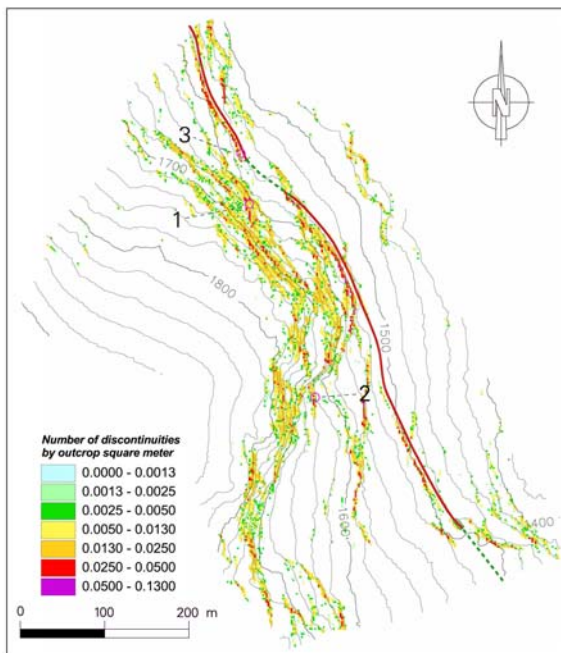 N
3
1700
1
1800
1500
2
Number of discontinuities
by outcrop square meter
0.0000 - 0.0013
0.0013 - 0.0025
0.0025 - 0.0050
0.0050 - 0.0130
0.0130 - 0.0250
0.0250 - 0.0500
0.0500 - 0.1300
1600
1400
0 100 200 m